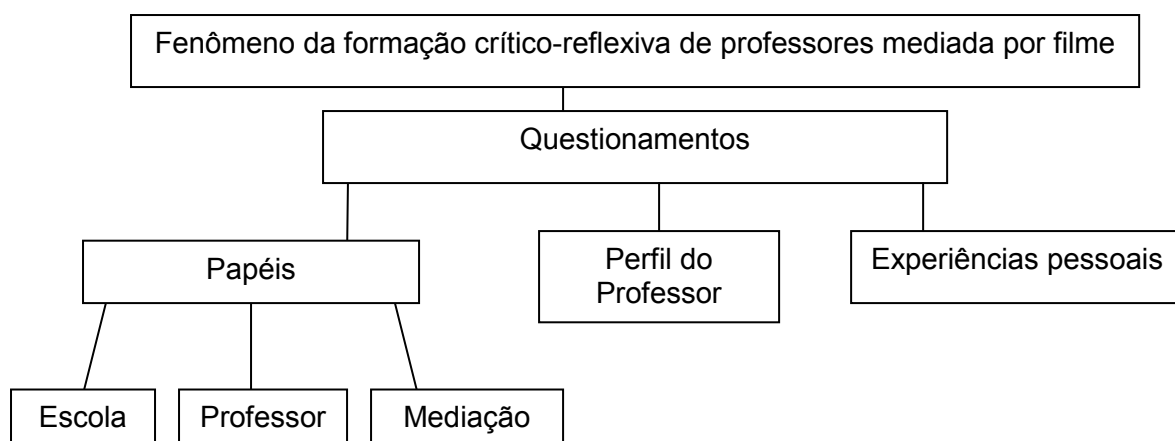 Fenômeno da formação crítico-reflexiva de professores mediada por filme
Questionamentos
Papéis
Perfil do
Professor
Experiências pessoais
Escola
Professor
Mediação